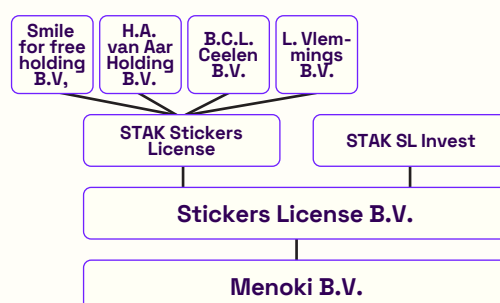 Smile
for free
holding
B.V,
H.A.
van Aar
Holding
B.V.
B.C.L.
Ceelen
B.V.
L. Vlem-
mings
B.V.
STAK Stickers
License
STAK SL Invest
Stickers License B.V.
Menoki B.V.